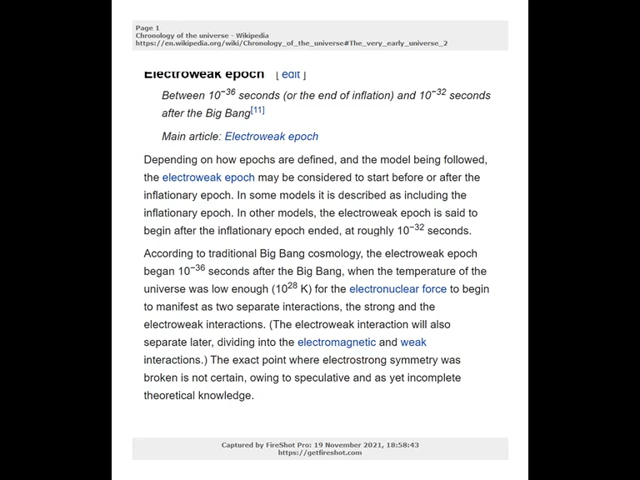 Page 1
Chronology of the universe - Wikipedia
https://en.wikipedia.org/wiki/Chronology_of_the_universe#The_very_early_universe_2
Electroweak epoch [ edit ]
Between 10⁻³⁶ seconds (or the end of inflation) and 10⁻³² seconds
after the Big Bang[11]
Main article: Electroweak epoch
Depending on how epochs are defined, and the model being followed,
the electroweak epoch may be considered to start before or after the
inflationary epoch. In some models it is described as including the
inflationary epoch. In other models, the electroweak epoch is said to
begin after the inflationary epoch ended, at roughly 10⁻³² seconds.
According to traditional Big Bang cosmology, the electroweak epoch
began 10⁻³⁶ seconds after the Big Bang, when the temperature of the
universe was low enough (10²⁸ K) for the electronuclear force to begin
to manifest as two separate interactions, the strong and the
electroweak interactions. (The electroweak interaction will also
separate later, dividing into the electromagnetic and weak
interactions.) The exact point where electrostrong symmetry was
broken is not certain, owing to speculative and as yet incomplete
theoretical knowledge.
Captured by FireShot Pro: 19 November 2021, 18:58:43
https://getfireshot.com